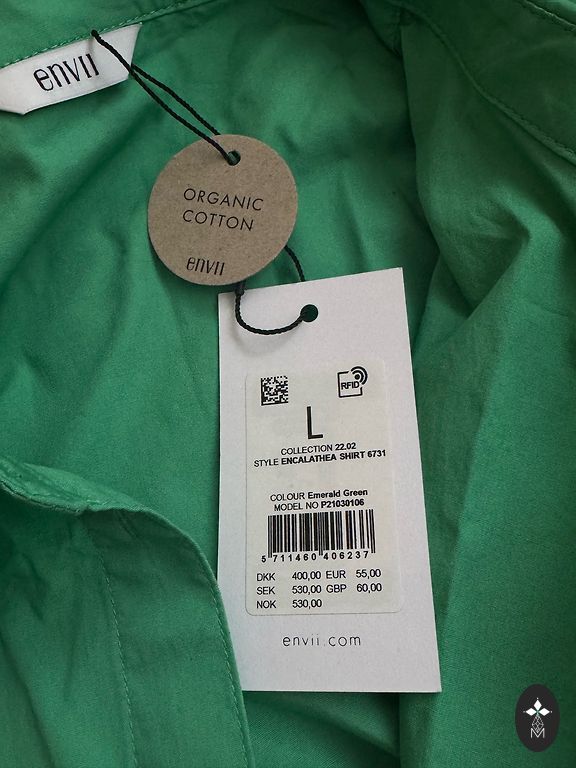 envii
ORGANIC
COTTON
envii
RFID
L
COLLECTION 22.02
STYLE ENCALATHEA SHIRT 6731
COLOUR Emerald Green
MODEL NO P21030106
5 711460 406237
DKK 400,00 EUR 55,00
SEK 530,00 GBP 60,00
NOK 530,00
envii.com
M